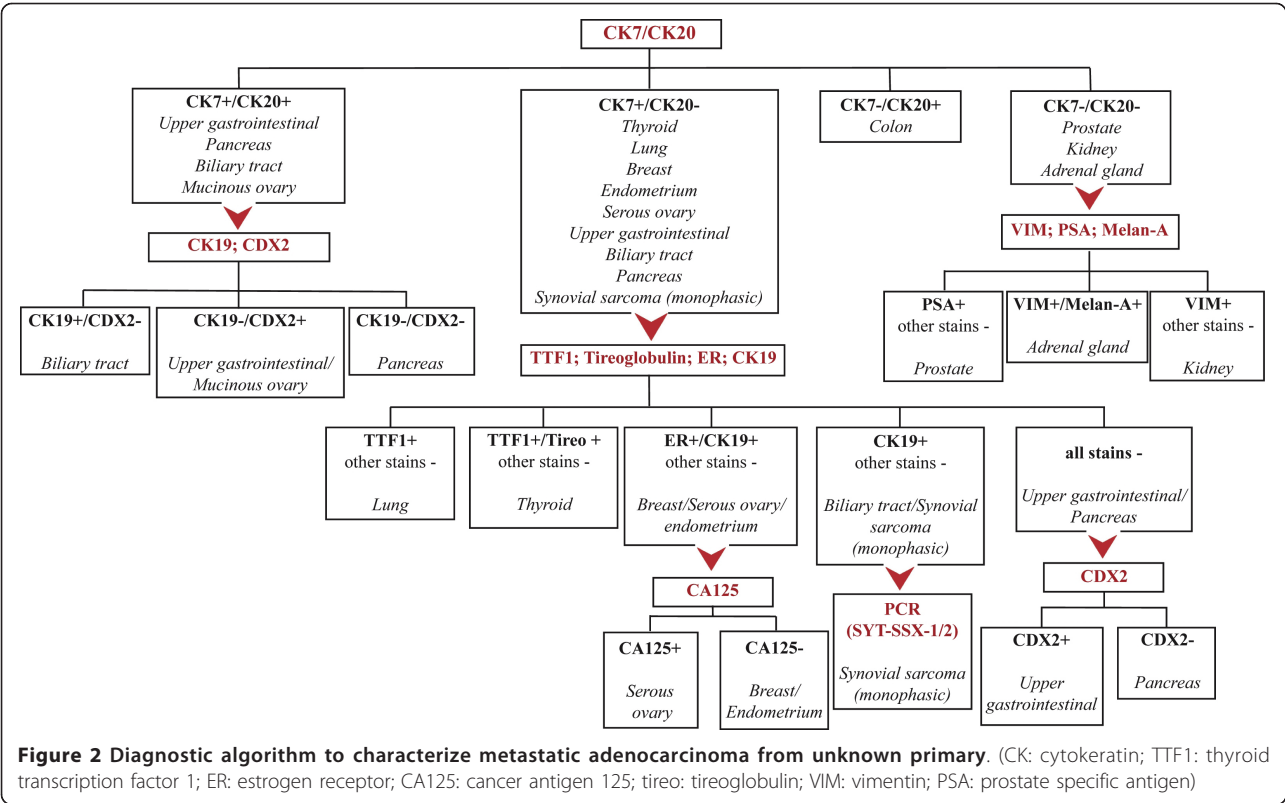 CK7/CK20
CK7+/CK20+
Upper gastrointestinal
Pancreas
Biliary tract
Mucinous ovary
CK7+/CK20-
Thyroid
Lung
Breast
Endometrium
Serous ovary
Upper gastrointestinal
Biliary tract
Pancreas
Synovial sarcoma (monophasic)
CK7-/CK20+
Colon
CK7-/CK20-
Prostate
Kidney
Adrenal gland
CK19; CDX2
VIM; PSA; Melan-A
CK19+/CDX2-
Biliary tract
CK19-/CDX2+
Upper gastrointestinal/
Mucinous ovary
CK19-/CDX2-
Pancreas
PSA+
other stains -
Prostate
VIM+/Melan-A+
Adrenal gland
VIM+
other stains -
Kidney
TTF1; Tireoglobulin; ER; CK19
TTF1+
other stains -
Lung
TTF1+/Tireo +
other stains -
Thyroid
ER+/CK19+
other stains -
Breast/Serous ovary/
endometrium
CK19+
other stains -
Biliary tract/Synovial
sarcoma
(monophasic)
all stains -
Upper gastrointestinal/
Pancreas
CA125
PCR
(SYT-SSX-1/2)
Synovial sarcoma
(monophasic)
CDX2
CA125+
Serous
ovary
CA125-
Breast/
Endometrium
CDX2+
Upper
gastrointestinal
CDX2-
Pancreas
Figure 2 Diagnostic algorithm to characterize metastatic adenocarcinoma from unknown primary. (CK: cytokeratin; TTF1: thyroid
transcription factor 1; ER: estrogen receptor; CA125: cancer antigen 125; tireo: tireoglobulin; VIM: vimentin; PSA: prostate specific antigen)